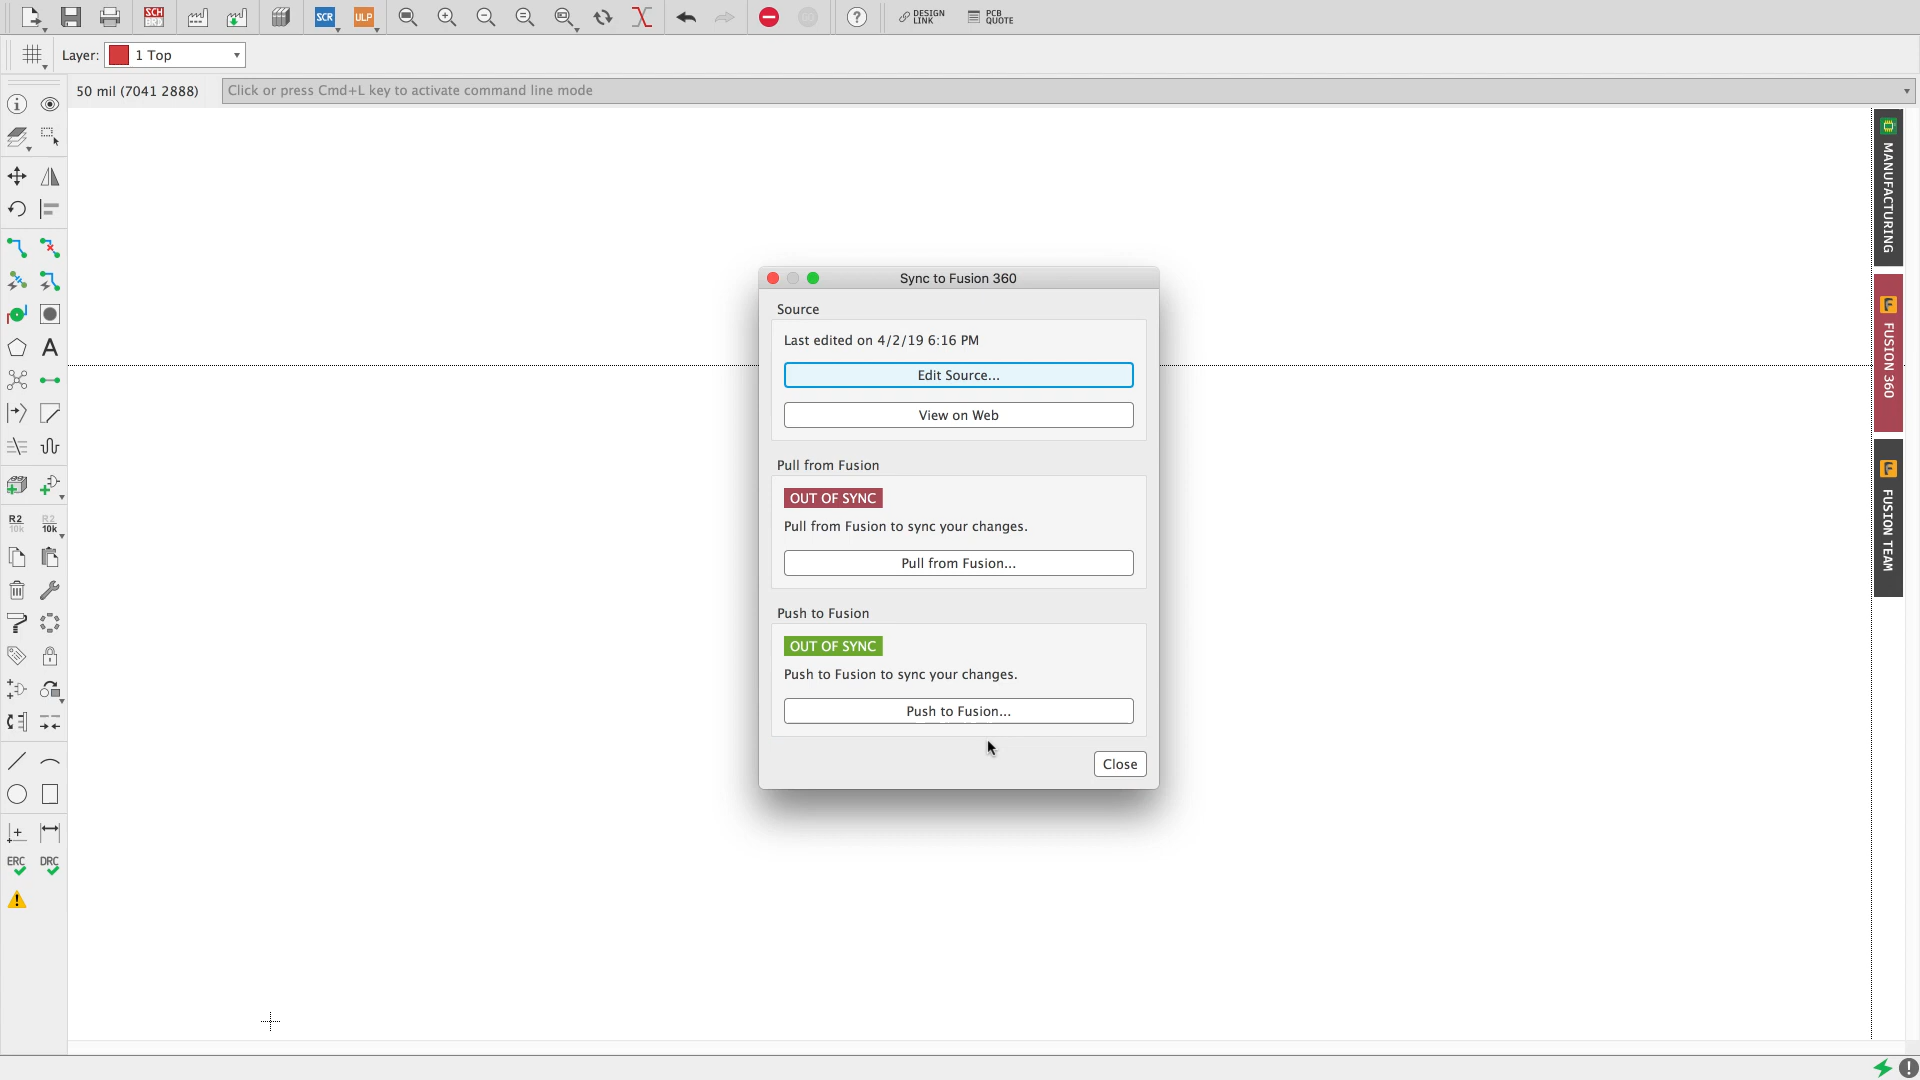 SCH
BRD
SCR
ULP
?
DESIGN
LINK
PCB
QUOTE
Layer: 1 Top
50 mil (7041 2888)
Click or press Cmd+L key to activate command line mode
MANUFACTURING
FUSION 360
FUSION TEAM
Sync to Fusion 360
Source
Last edited on 4/2/19 6:16 PM
Edit Source...
View on Web
Pull from Fusion
OUT OF SYNC
Pull from Fusion to sync your changes.
Pull from Fusion...
Push to Fusion
OUT OF SYNC
Push to Fusion to sync your changes.
Push to Fusion...
Close
A
R2
10k
R2
10k
ERC
DRC